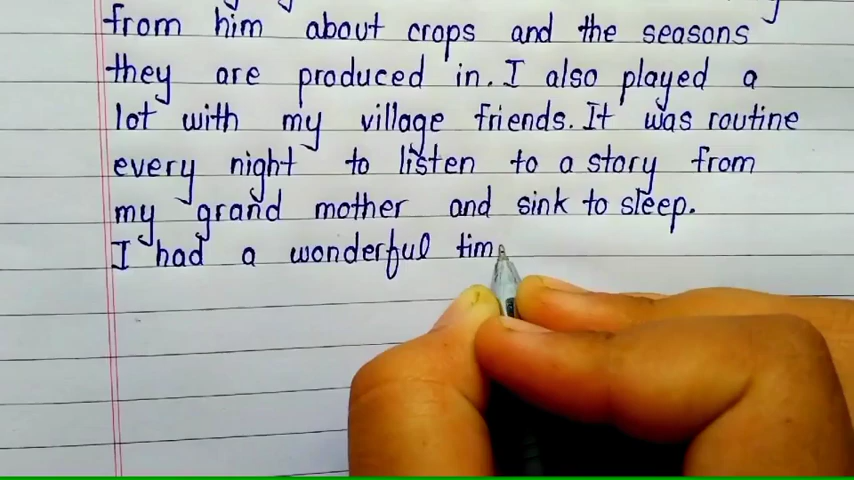 from him about crops and the seasons
they are produced in. I also played a
lot with my village friends. It was routine
every night to listen to a story from
my grand mother and sink to sleep.
I had a wonderful tim